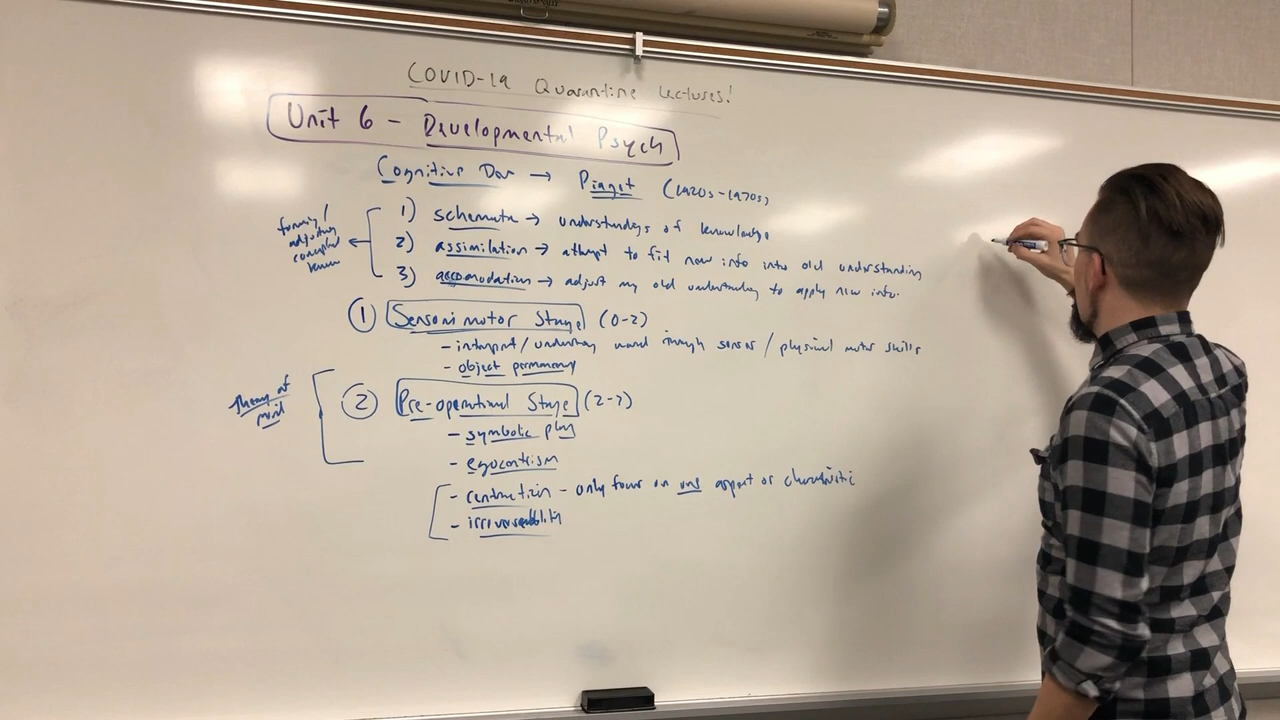 COVID-19 Quarantine Lectures!
Unit 6 - Developmental Psych
Cognitive Dev → Piaget (1920s-1970s)
1) schemata → understandings of knowledge
2) assimilation → attempt to fit new info into old understanding
3) accomodation → adjust my old understanding to apply new info.
forming/
adjusting
conceptual
① Sensorimotor Stage (0-2)
- interpret/understand world through senses / physical motor skills
- object permanency
② Pre-operational Stage (2-7)
Theory of
mind
- symbolic play
- egocentrism
- centration - only focus on one aspect or characteristic
- irreversibility